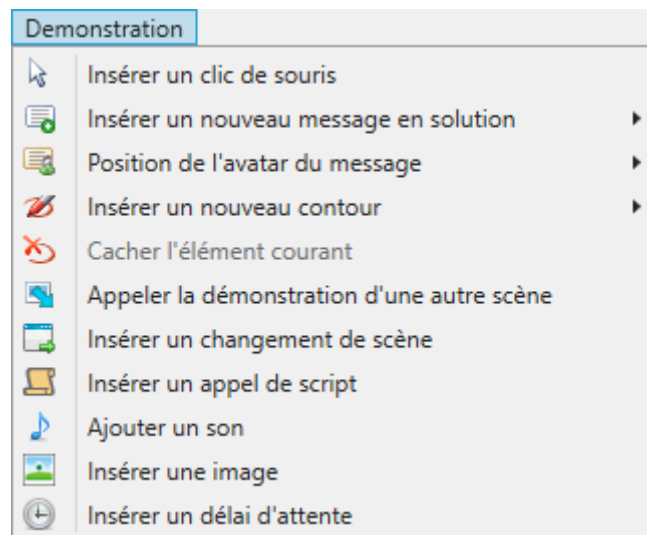 Demonstration
Insérer un clic de souris
Insérer un nouveau message en solution
Position de l'avatar du message
Insérer un nouveau contour
Cacher l'élément courant
Appeler la démonstration d'une autre scène
Insérer un changement de scène
Insérer un appel de script
Ajouter un son
Insérer une image
Insérer un délai d'attente